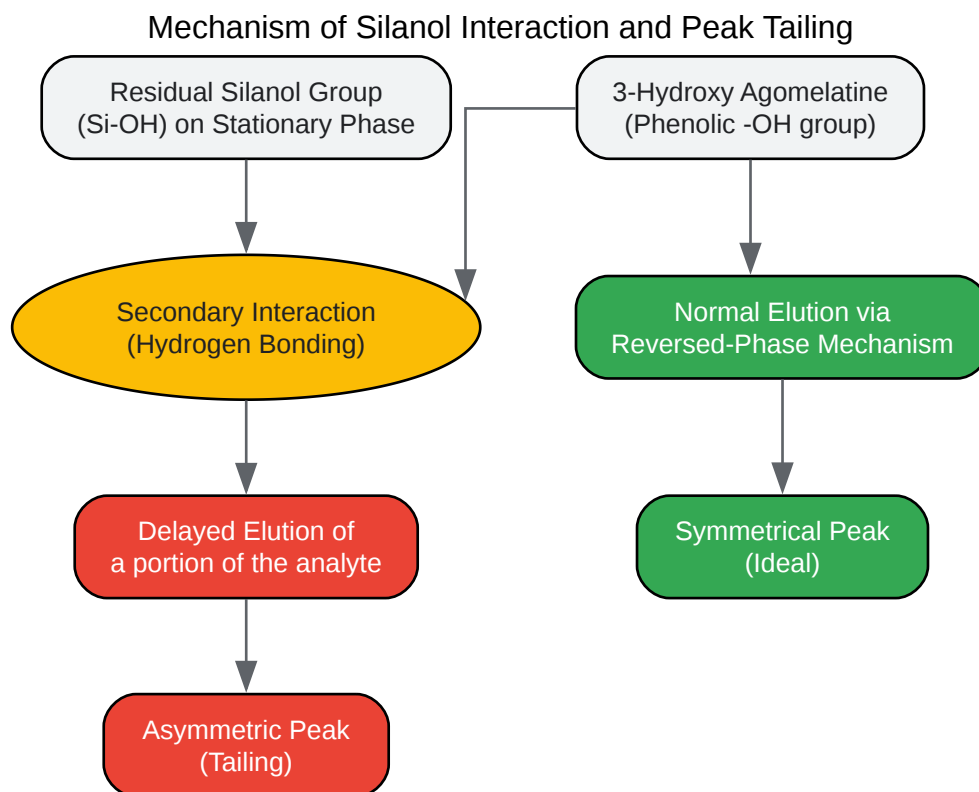 Mechanism of Silanol Interaction and Peak Tailing
Residual Silanol Group
(Si-OH) on Stationary Phase
3-Hydroxy Agomelatine
(Phenolic -OH group)
Secondary Interaction
(Hydrogen Bonding)
Normal Elution via
Reversed-Phase Mechanism
Delayed Elution of
a portion of the analyte
Symmetrical Peak
(Ideal)
Asymmetric Peak
(Tailing)